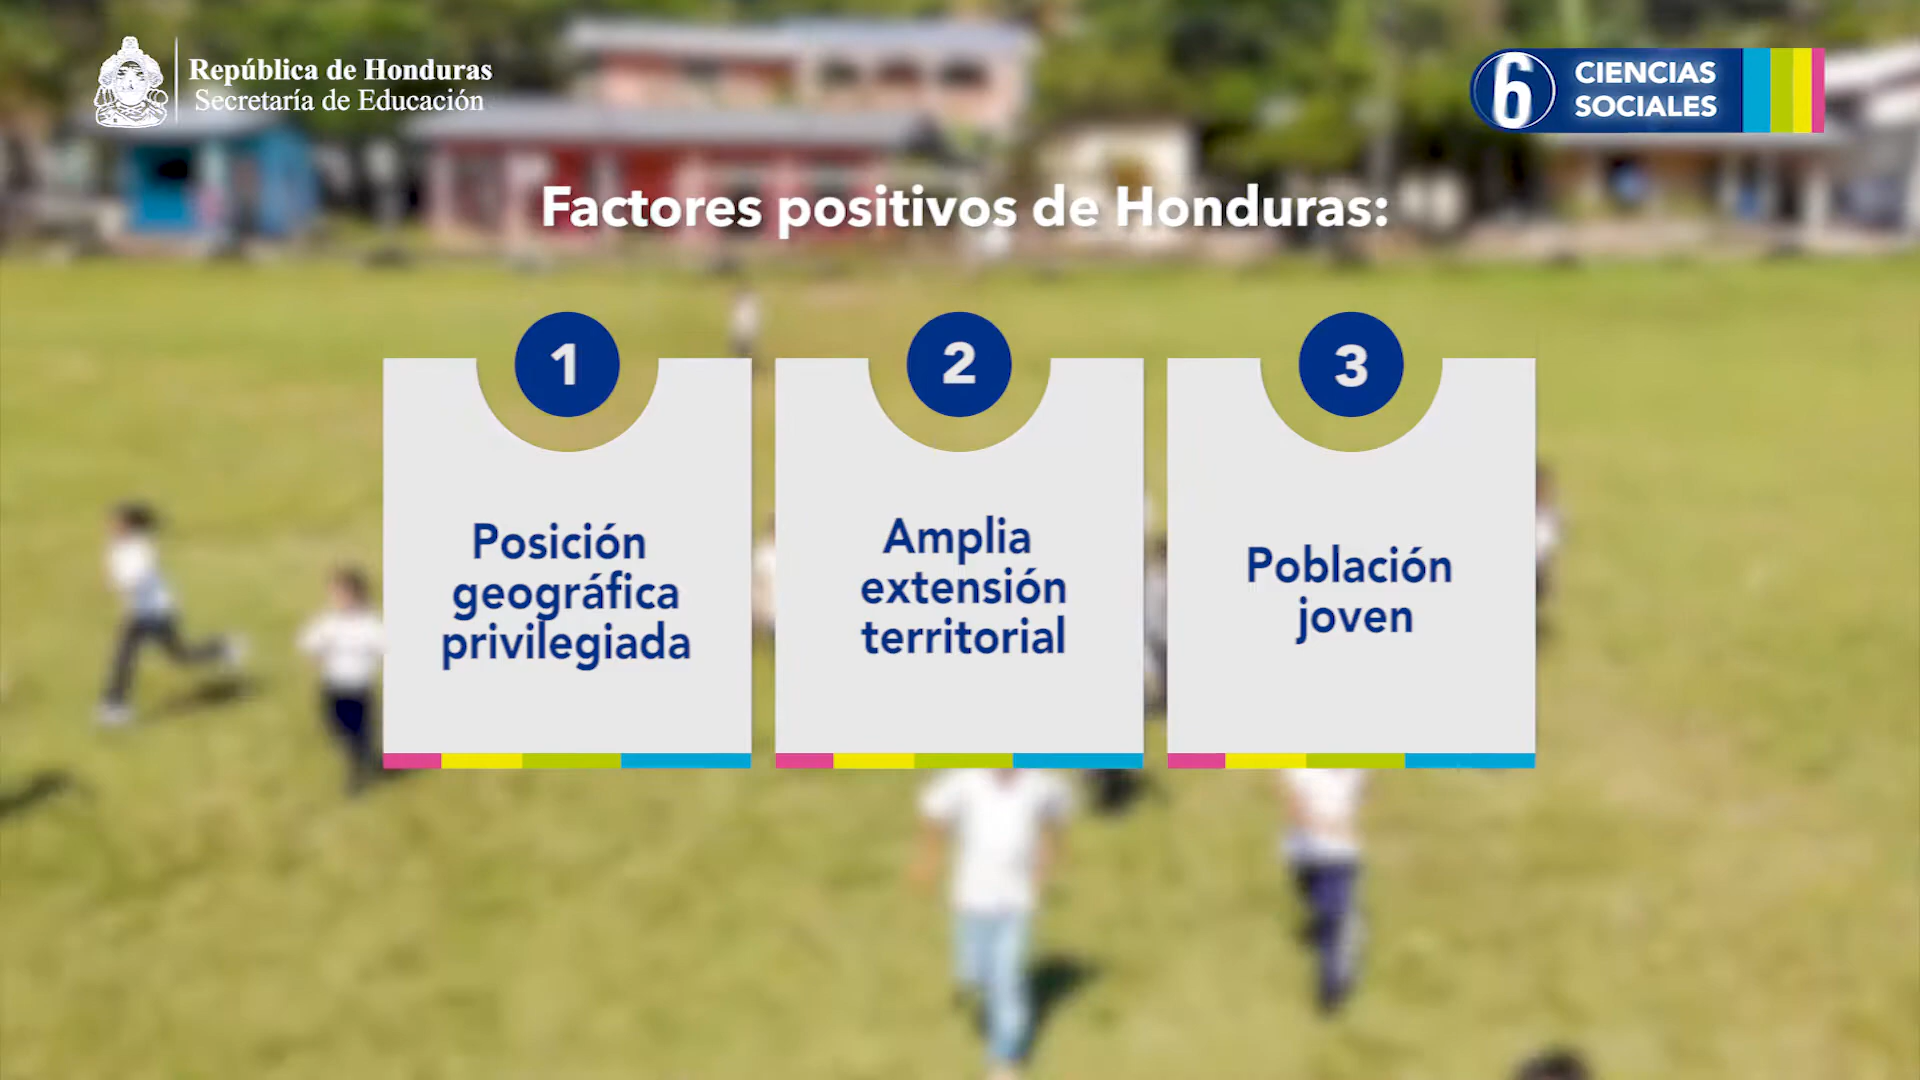 República de Honduras
Secretaría de Educación
6
CIENCIAS
SOCIALES
Factores positivos de Honduras:
1
Posición
geográfica
privilegiada
2
Amplia
extensión
territorial
3
Población
joven